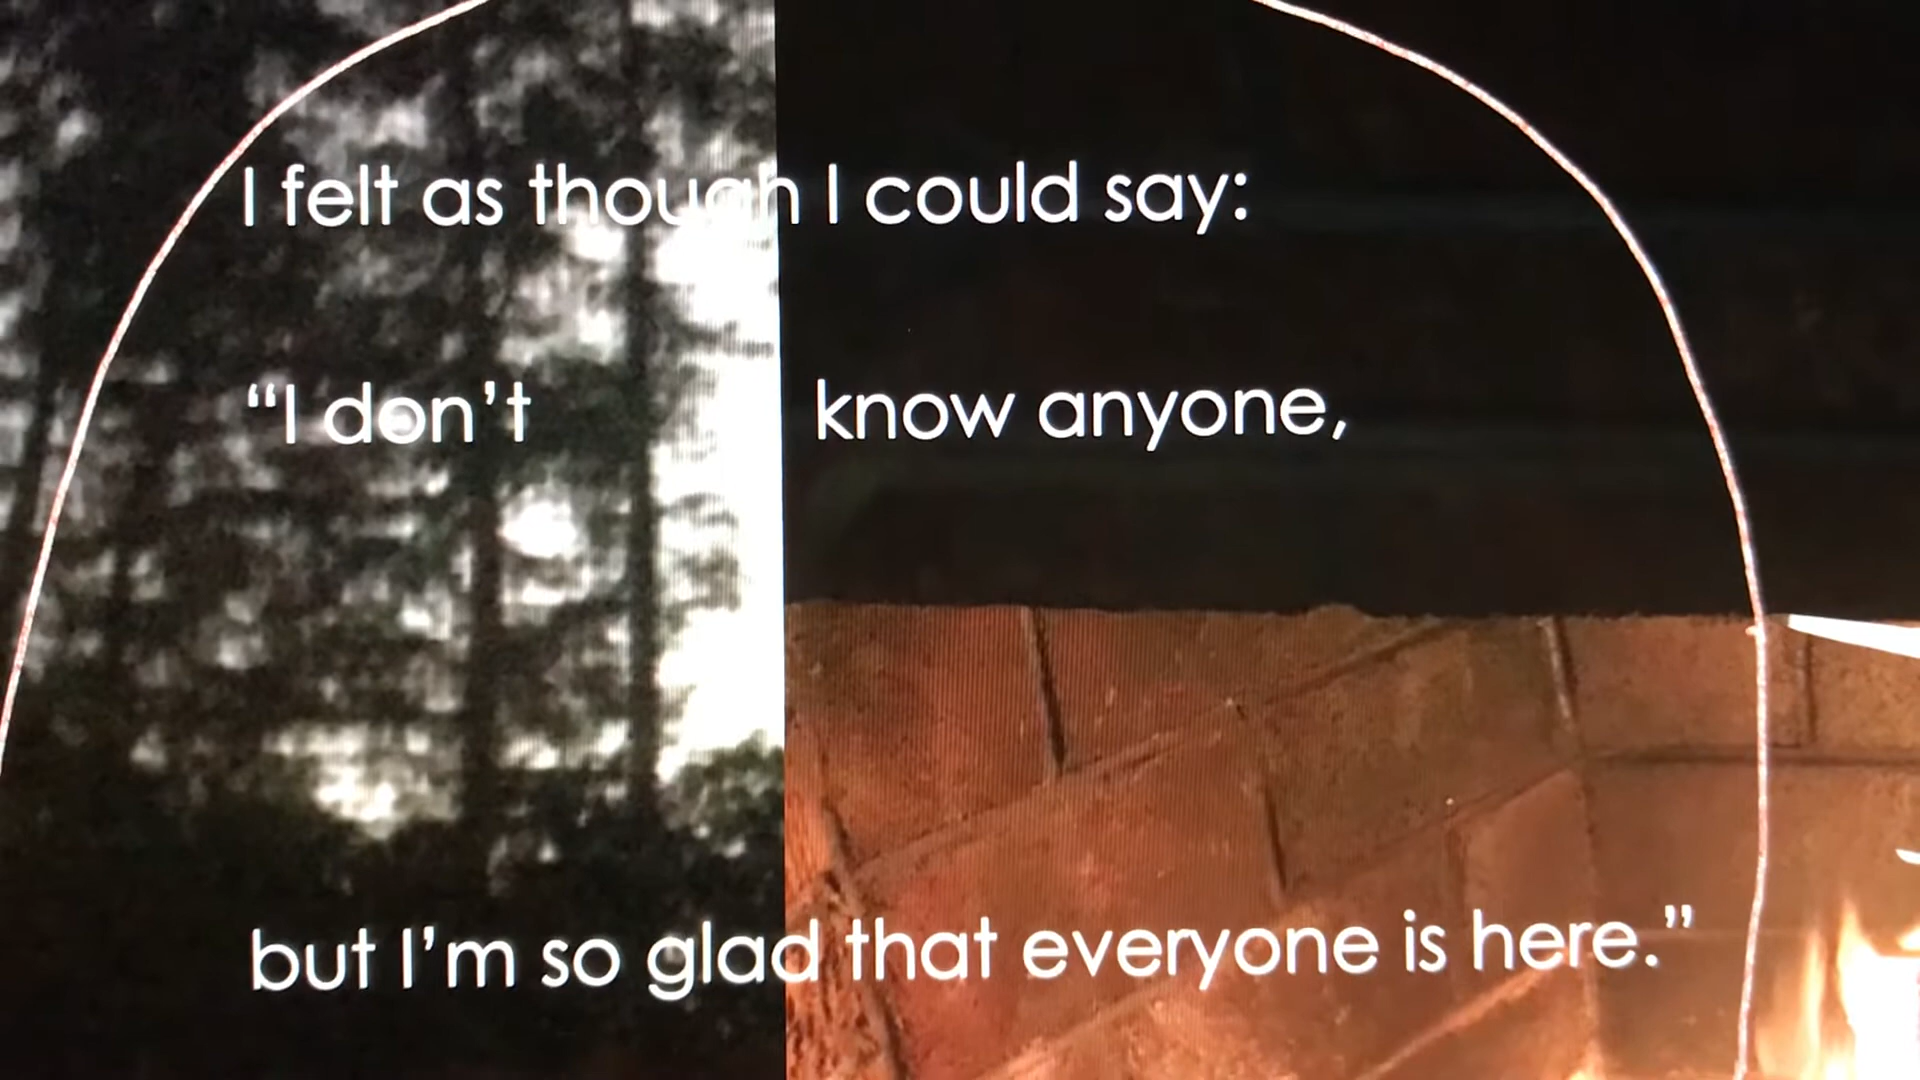 I felt as though I could say:
“I don’t know anyone,
but I’m so glad that everyone is here.”